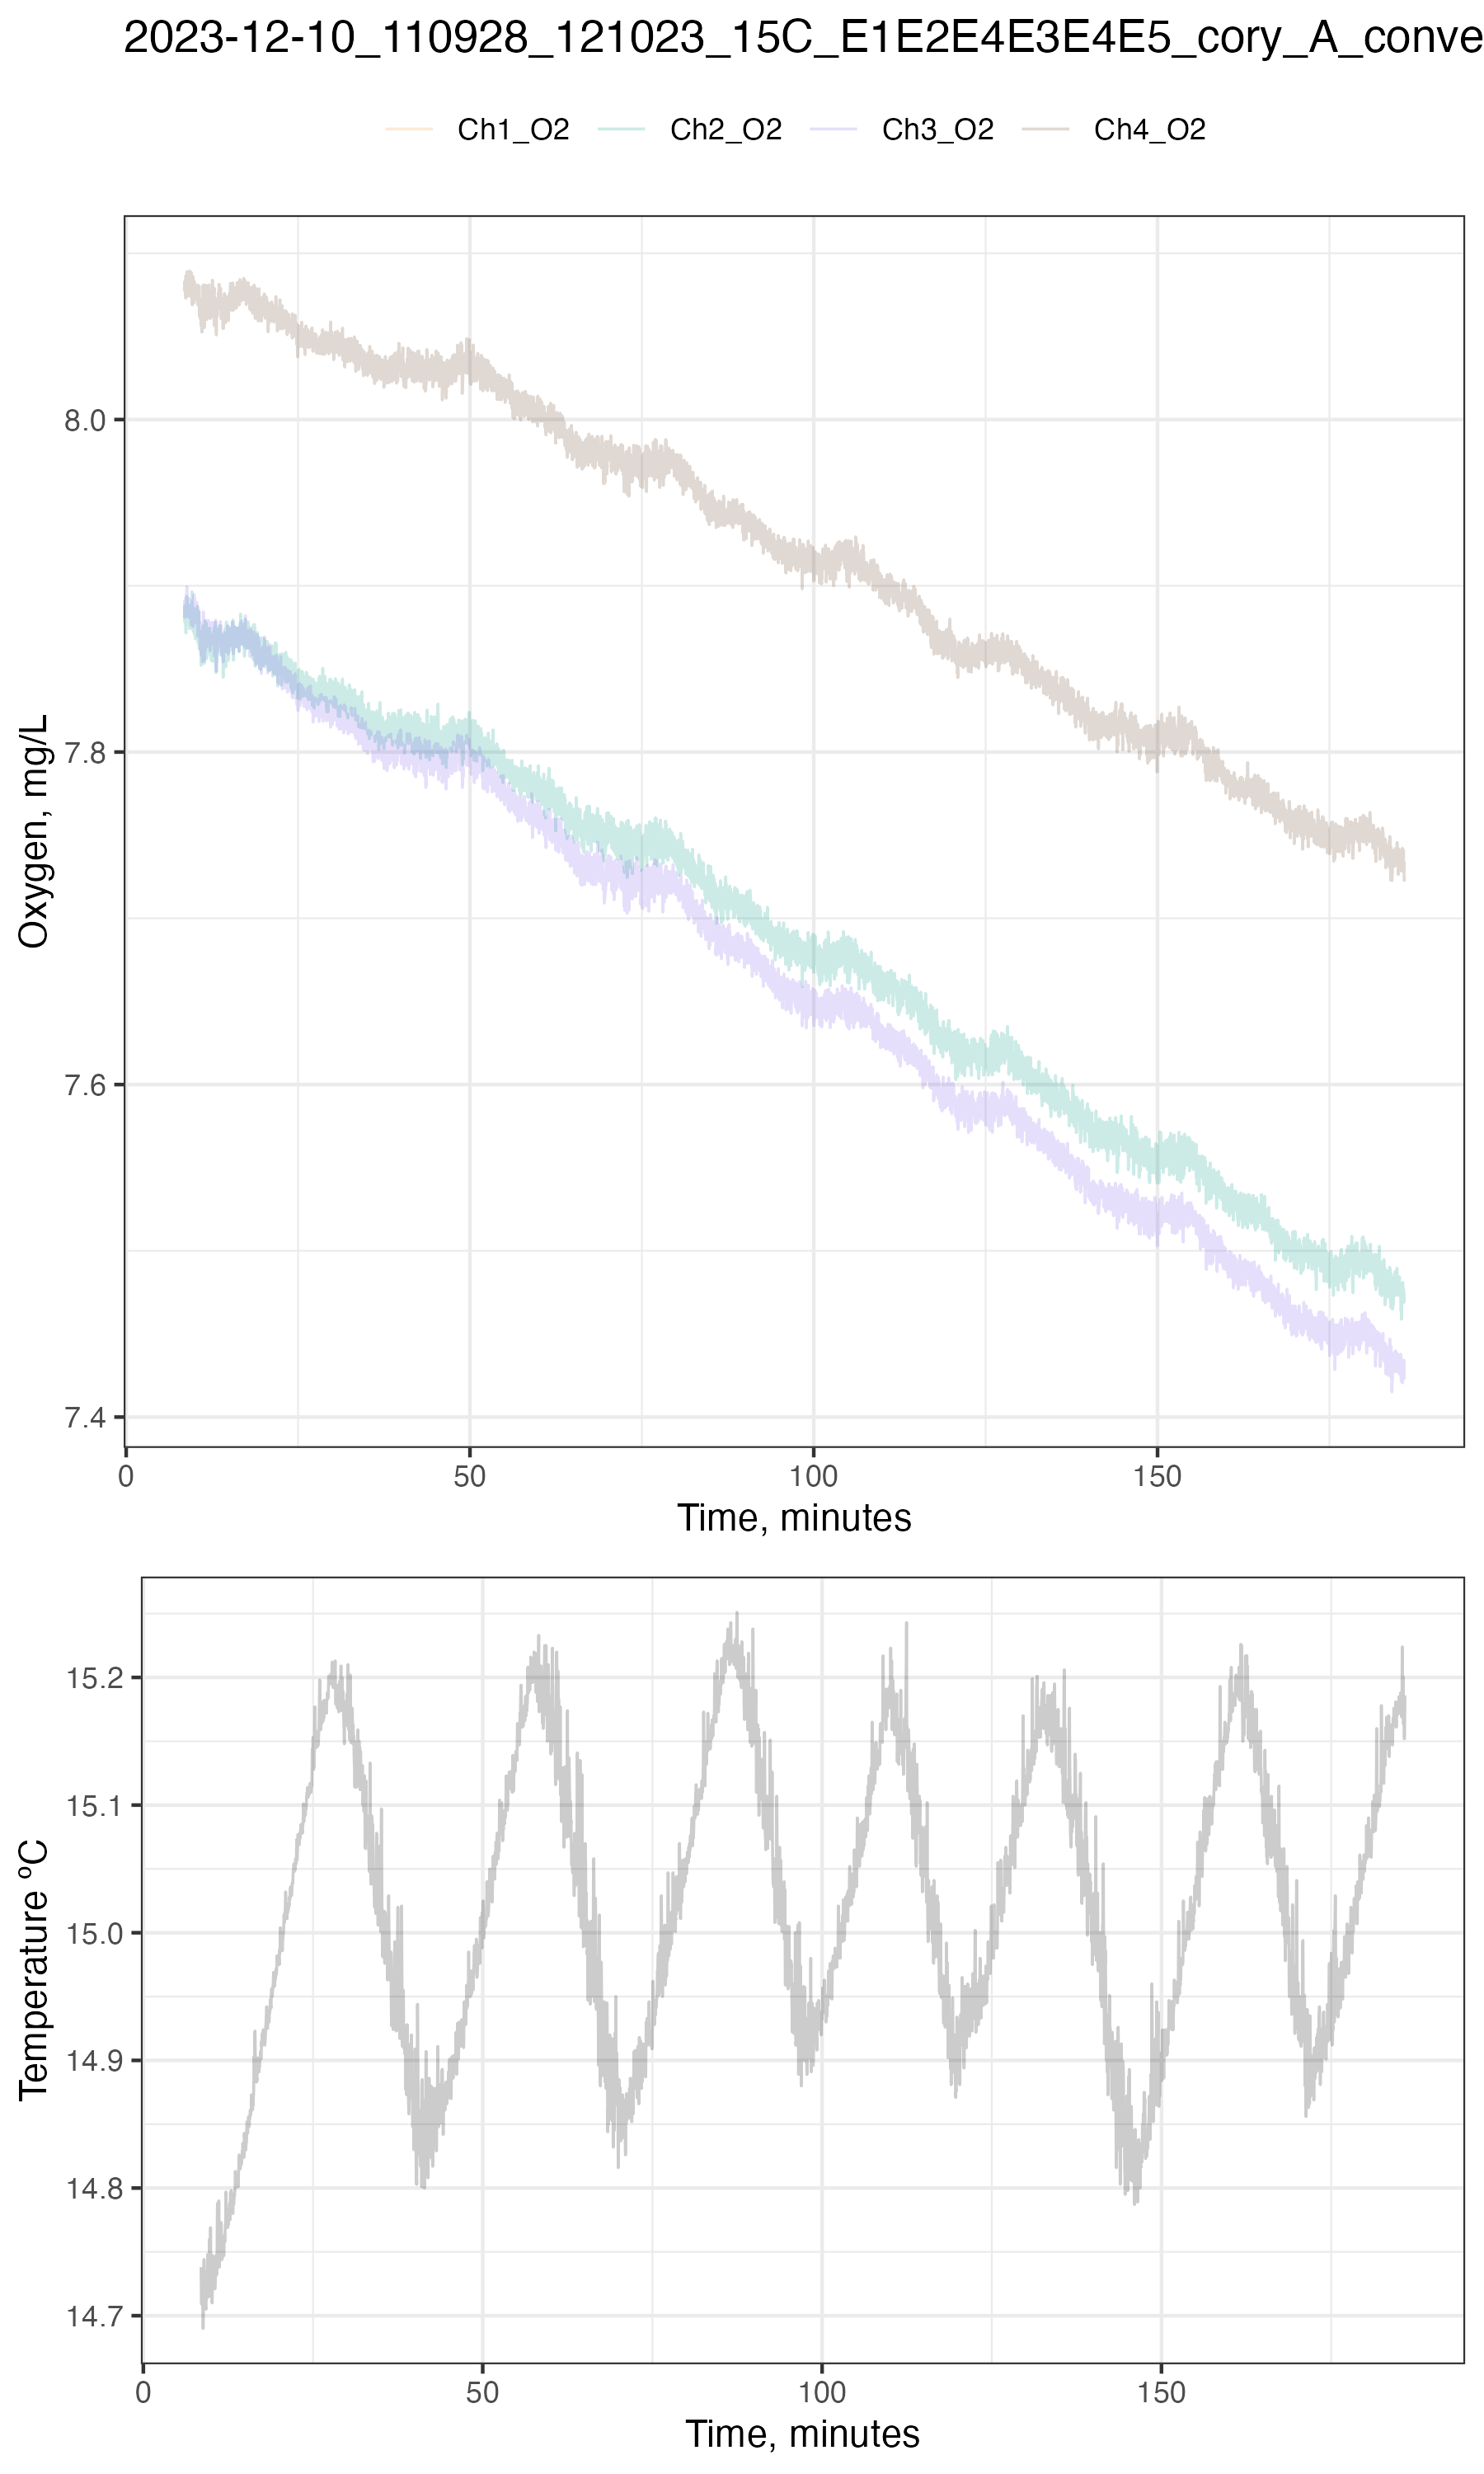 2023-12-10_110928_121023_15C_E1E2E4E3E4E5_cory_A_conve
Ch1_O2 Ch2_O2 Ch3_O2 Ch4_O2
Oxygen, mg/L
8.0
7.8
7.6
7.4
0 50 100 150
Time, minutes
Temperature ºC
15.2
15.1
15.0
14.9
14.8
14.7
0 50 100 150
Time, minutes